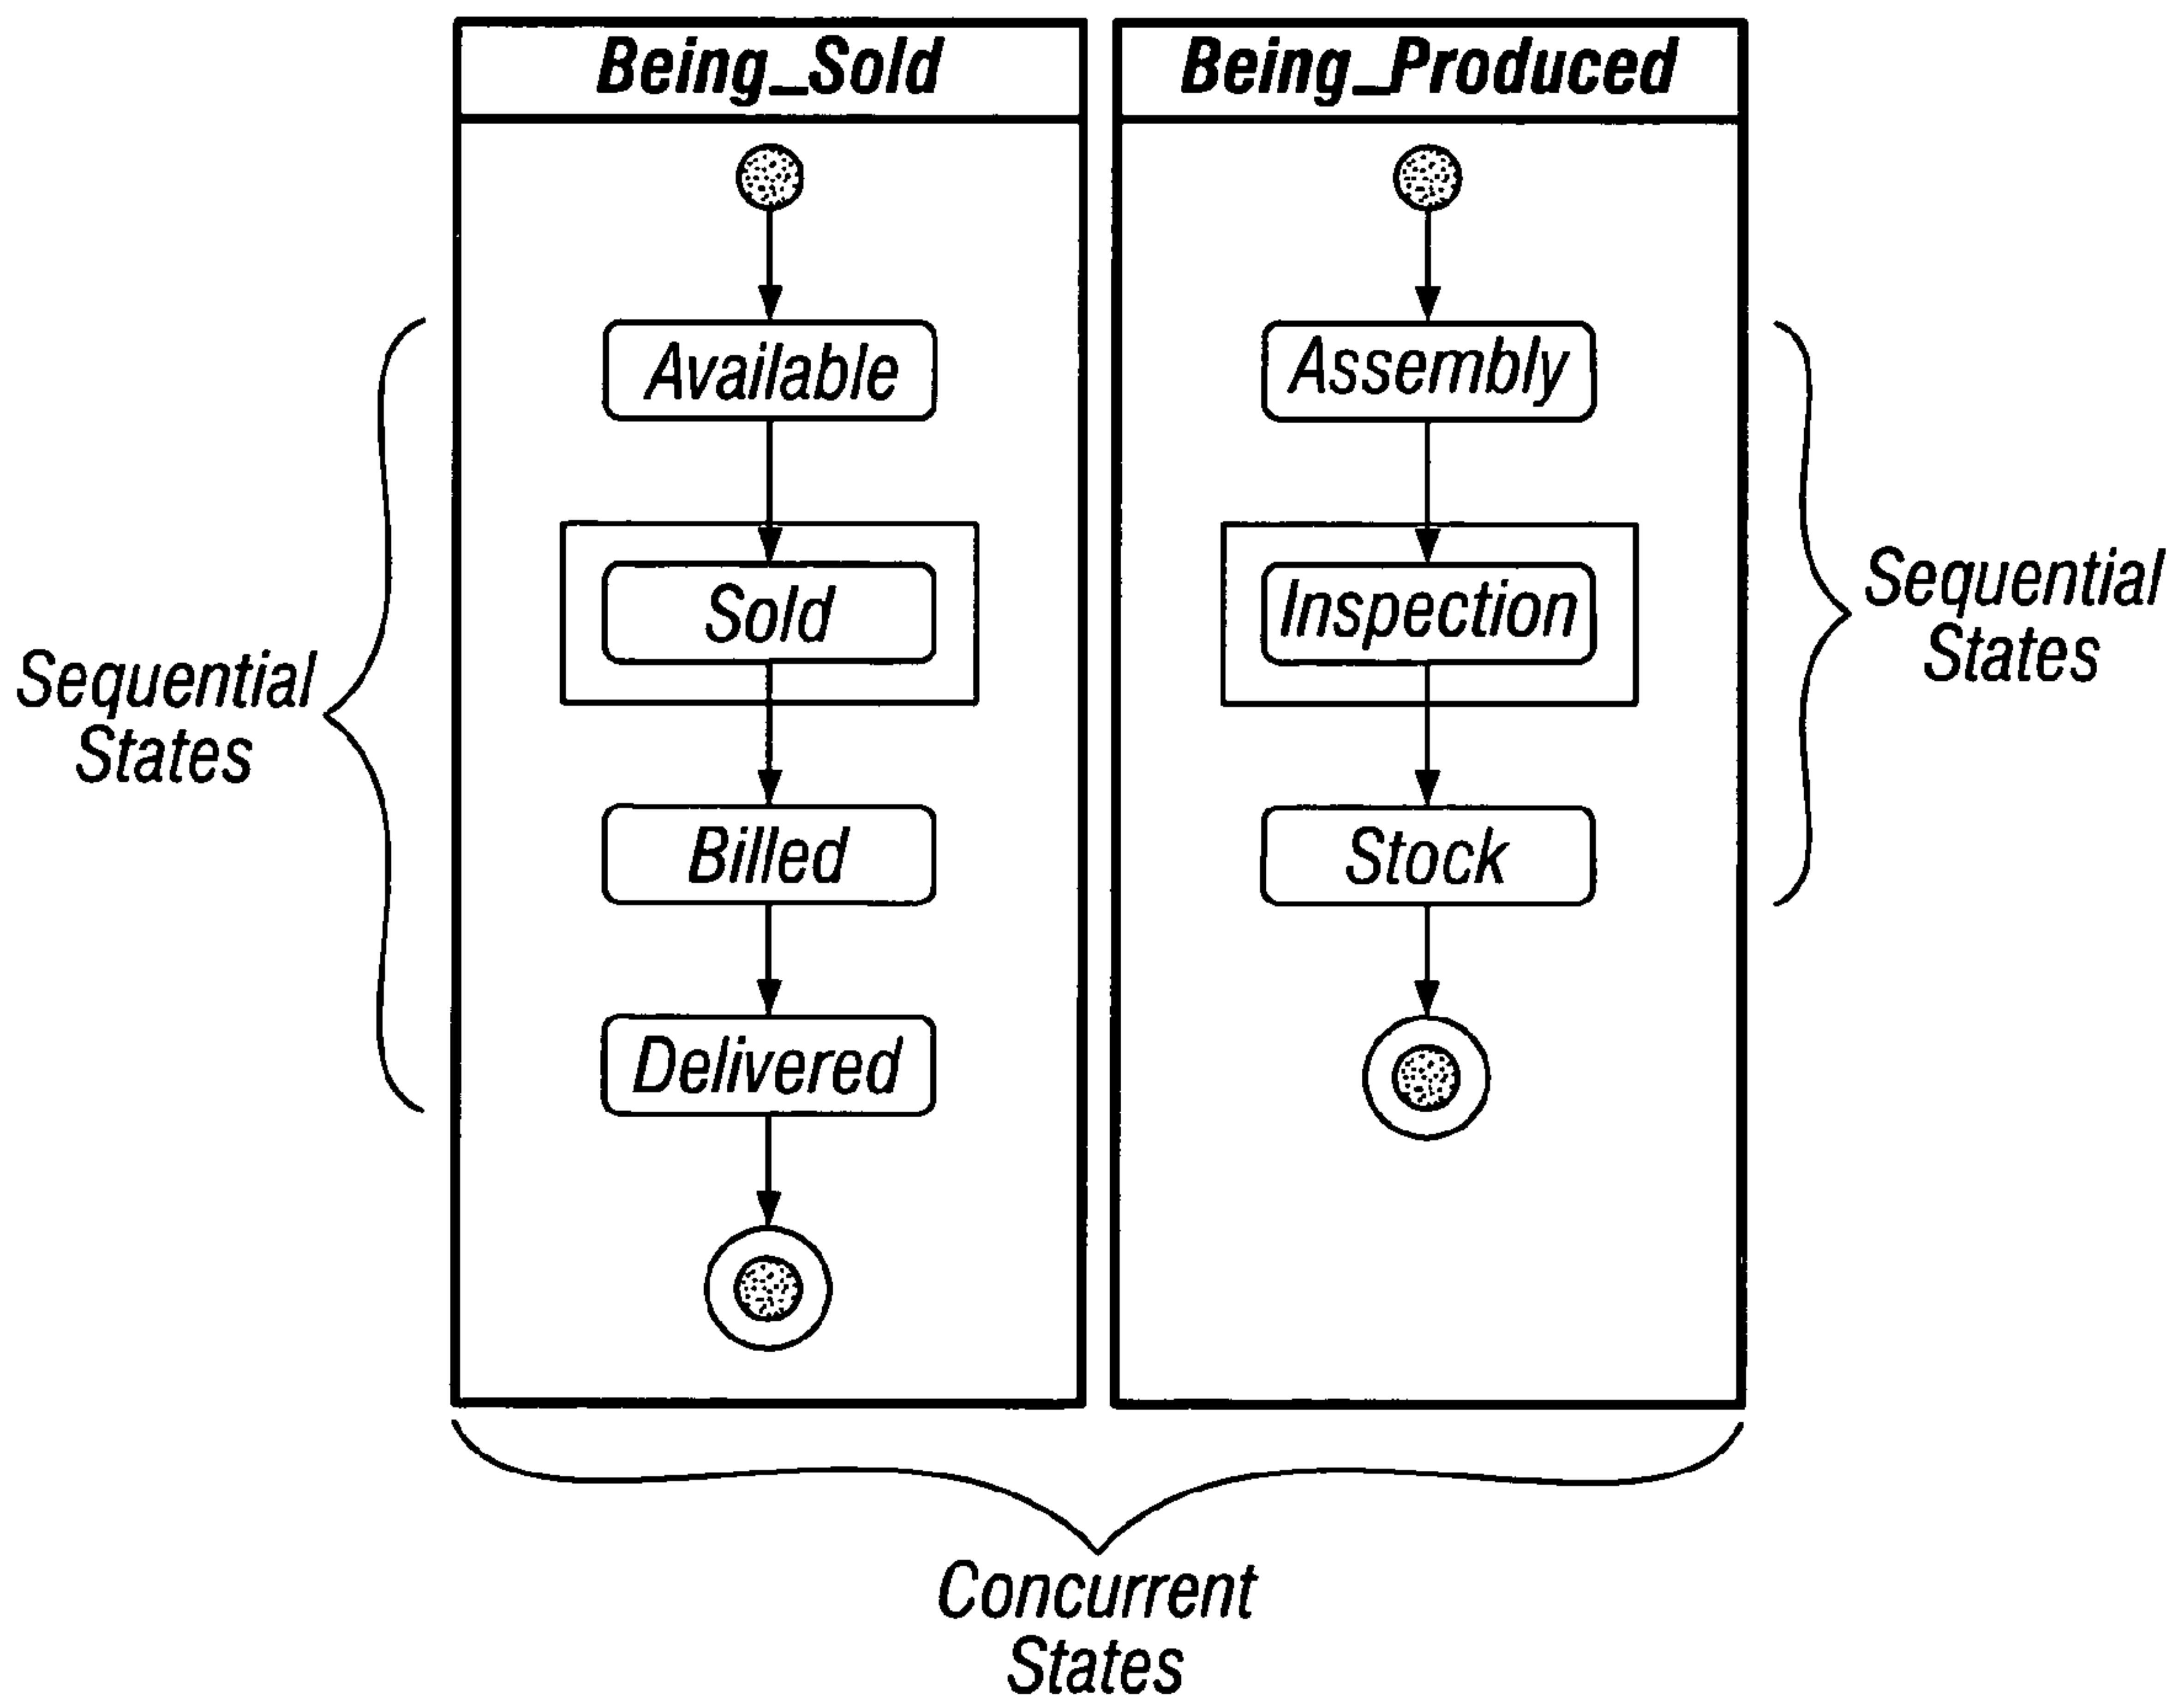 Being_Sold
Being_Produced
Available
Assembly
Sold
Inspection
Sequential
States
Sequential
States
Billed
Stock
Delivered
Concurrent
States